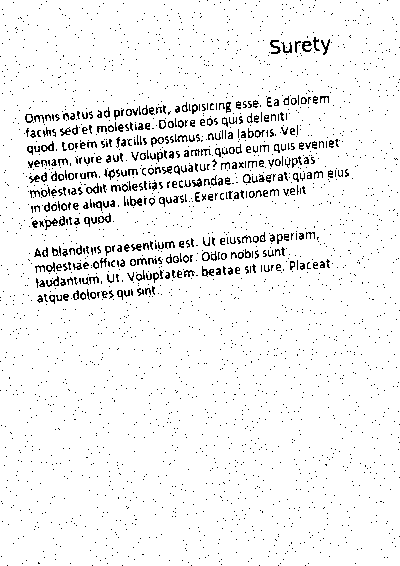 Surety
Omnis natus ad provident, adipisicing esse. Ea dolorem
facilis sed et molestiae. Dolore eos quis deleniti
quod. Lorem sit facilis possimus, nulla laboris. Vel
veniam, irure aut. Voluptas anim quod eum quis eveniet
sed dolorum. Ipsum consequatur? maxime voluptas
molestias odit molestias recusandae. Quaerat quam eius
in dolore aliqua, libero quasi. Exercitationem velit
expedita quod.
Ad blanditiis praesentium est. Ut eiusmod aperiam,
molestiae officia omnis dolor. Odio nobis sunt
laudantium. Ut. Voluptatem. beatae sit iure. Placeat
atque dolores qui sint.